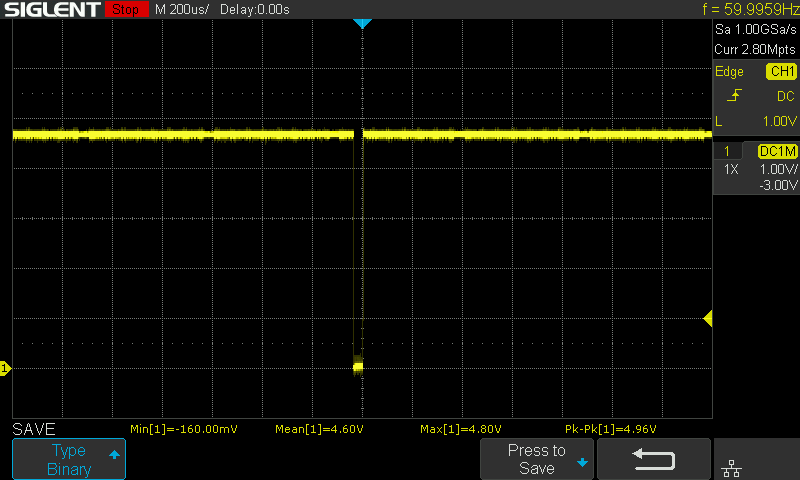 SIGLENT Stop M 200us/ Delay:0.00s f = 59.9959Hz
Sa 1.00GSa/s
Curr 2.80Mpts
Edge CH1
DC
L 1.00V
1 DC1M
1X 1.00V/
-3.00V
1
SAVE Min[1]=-160.00mV Mean[1]=4.60V Max[1]=4.80V Pk-Pk[1]=4.96V
Type
Binary
Press to
Save